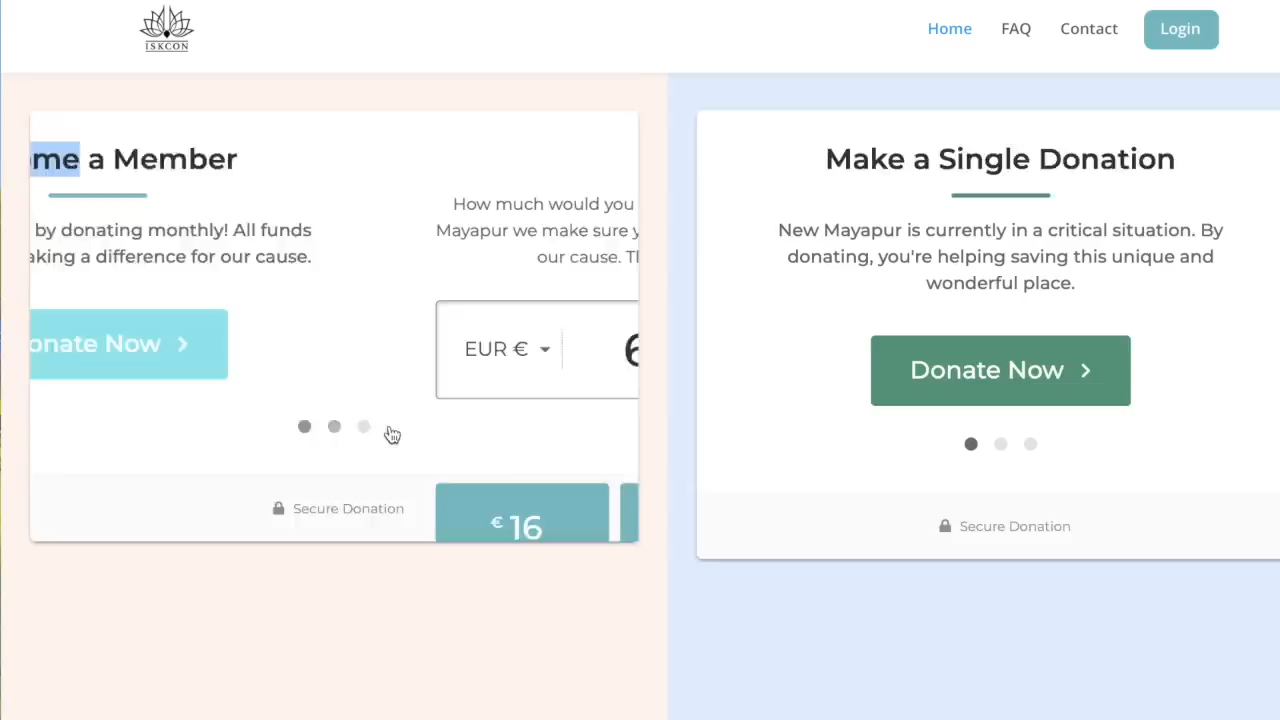 ISKCON
Home FAQ Contact Login
ome a Member
by donating monthly! All funds
aking a difference for our cause.
onate Now
How much would you
Mayapur we make sure y
our cause. Th
EUR € 6
Secure Donation
€ 16
Make a Single Donation
New Mayapur is currently in a critical situation. By
donating, you're helping saving this unique and
wonderful place.
Donate Now
Secure Donation